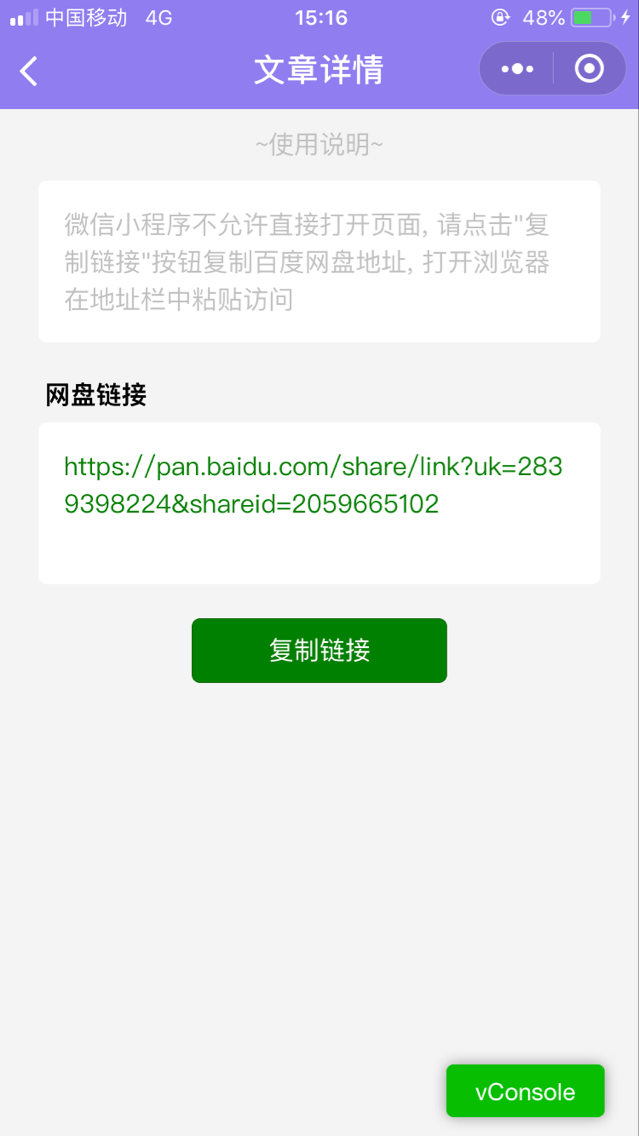 中国移动 4G 15:16 48%
文章详情
~使用说明~
微信小程序不允许直接打开页面, 请点击"复
制链接"按钮复制百度网盘地址, 打开浏览器
在地址栏中粘贴访问
网盘链接
https://pan.baidu.com/share/link?uk=283
9398224&shareid=2059665102
复制链接
vConsole